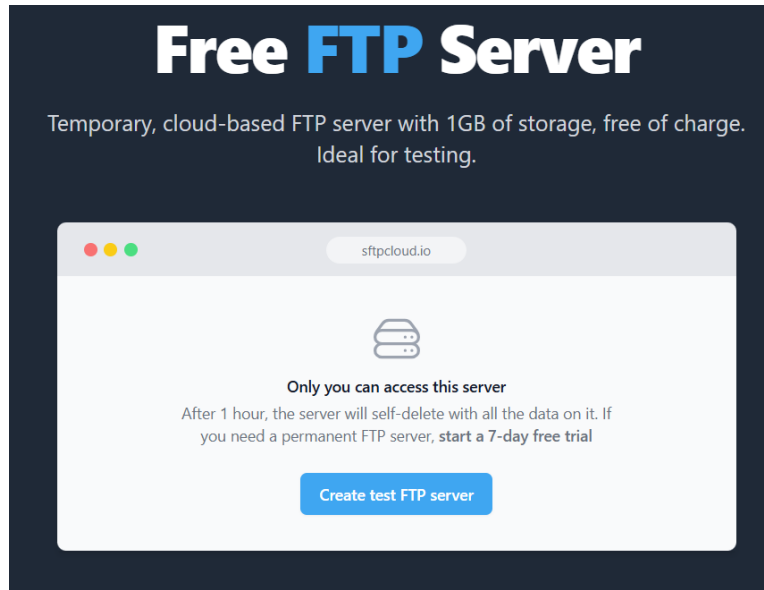 Free FTP Server
Temporary, cloud-based FTP server with 1GB of storage, free of charge.
Ideal for testing.
sftpcloud.io
Only you can access this server
After 1 hour, the server will self-delete with all the data on it. If
you need a permanent FTP server, start a 7-day free trial
Create test FTP server